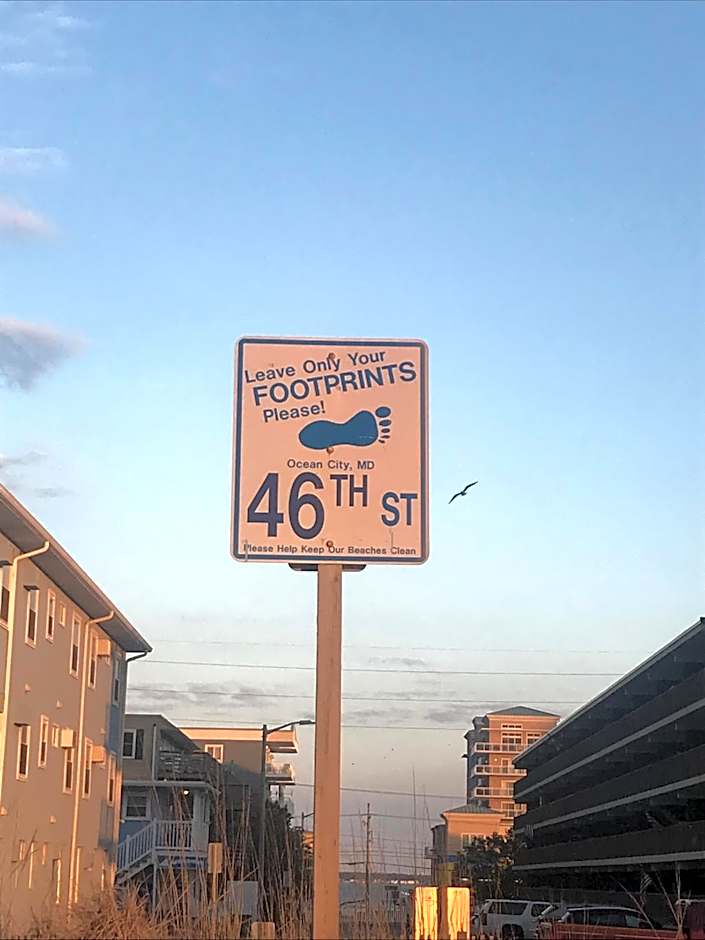 Leave Only Your
FOOTPRINTS
Please!
Ocean City, MD
46TH ST
Please Help Keep Our Beaches Clean